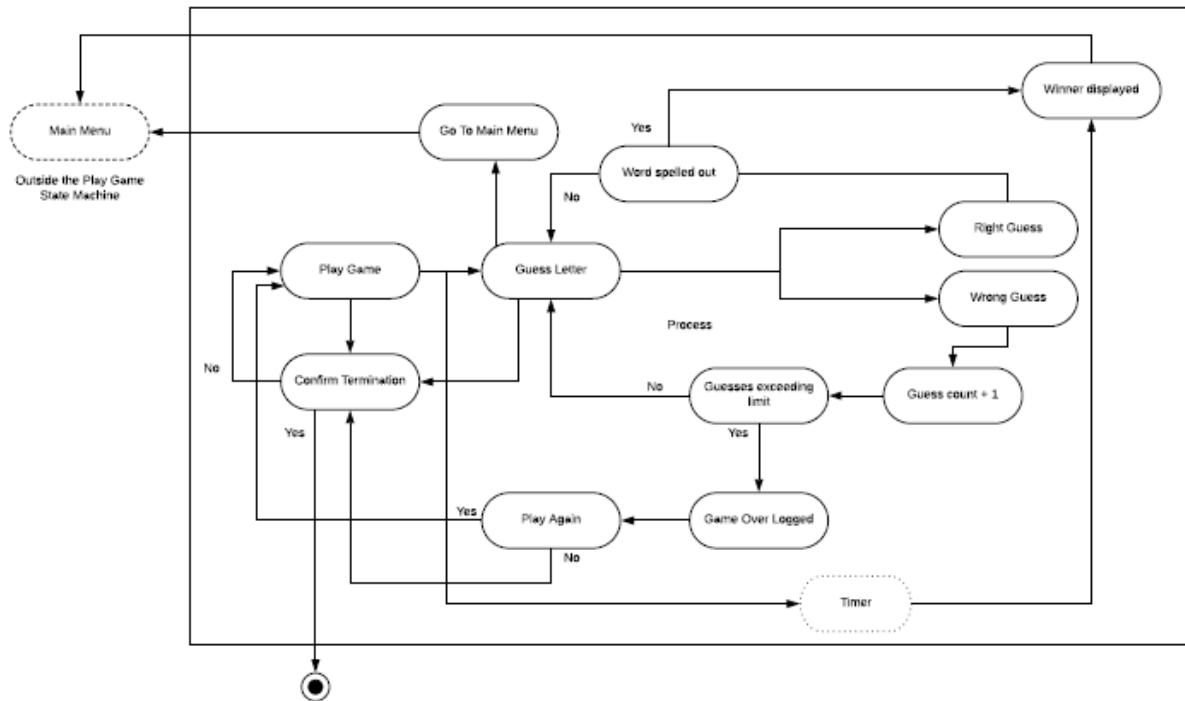 Winner displayed
Main Menu
Go To Main Menu
Yes
Word spelled out
Outside the Play Game
State Machine
No
Right Guess
Play Game
Guess Letter
Wrong Guess
Process
No
Confirm Termination
No
Guesses exceeding
limit
Guess count + 1
Yes
Yes
Yes
Play Again
Game Over Logged
No
Timer